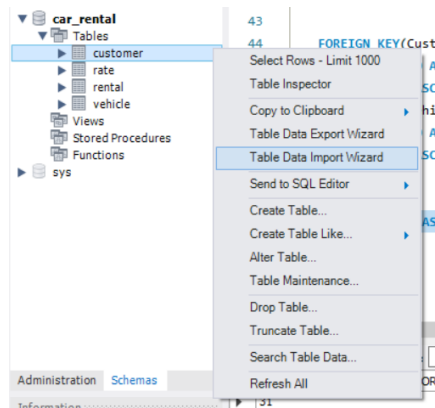 car_rental
Tables
customer
rate
rental
vehicle
Views
Stored Procedures
Functions
sys
Administration Schemas
43
44 FOREIGN KEY(Cust
Select Rows - Limit 1000
Table Inspector
Copy to Clipboard
Table Data Export Wizard
Table Data Import Wizard
Send to SQL Editor
Create Table...
Create Table Like...
Alter Table...
Table Maintenance...
Drop Table...
Truncate Table...
Search Table Data...
Refresh All
31